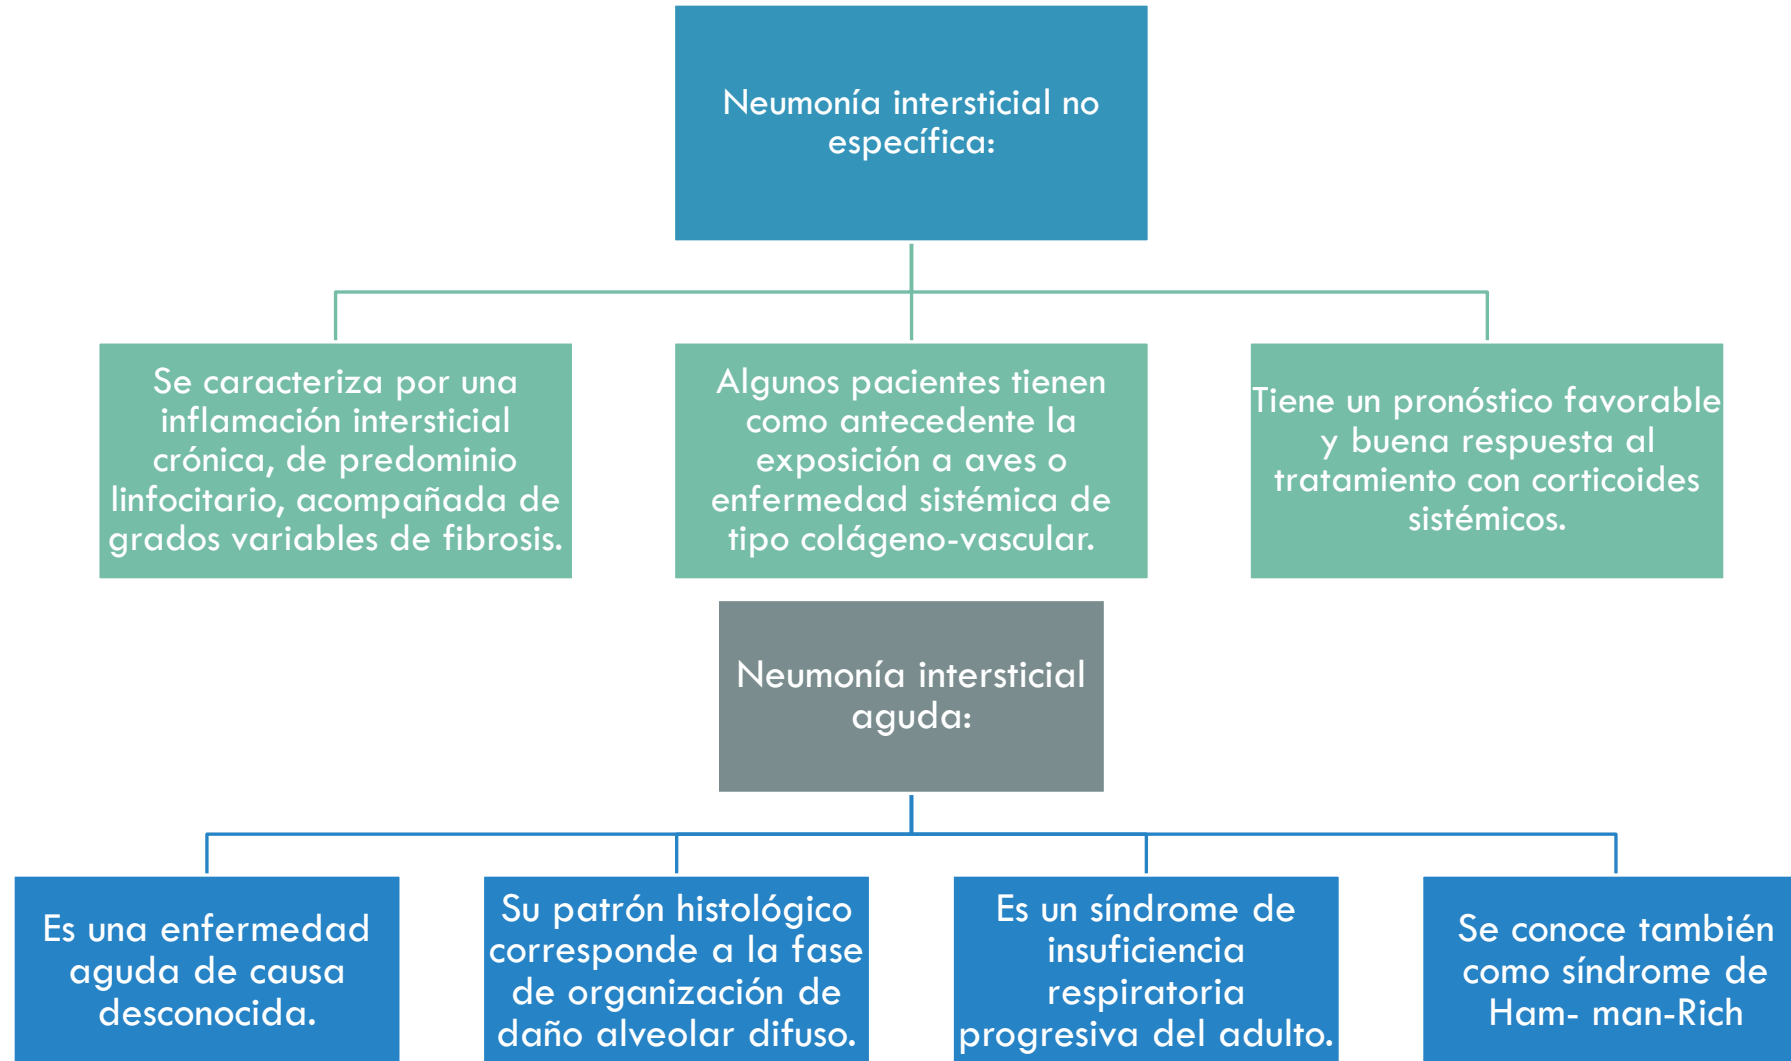 Neumonía intersticial no
específica:
Se caracteriza por una
inflamación intersticial
crónica, de predominio
linfocitario, acompañada de
grados variables de fibrosis.
Algunos pacientes tienen
como antecedente la
exposición a aves o
enfermedad sistémica de
tipo colágeno-vascular.
Tiene un pronóstico favorable
y buena respuesta al
tratamiento con corticoides
sistémicos.
Neumonía intersticial
aguda:
Es una enfermedad
aguda de causa
desconocida.
Su patrón histológico
corresponde a la fase
de organización de
daño alveolar difuso.
Es un síndrome de
insuficiencia
respiratoria
progresiva del adulto.
Se conoce también
como síndrome de
Ham- man-Rich